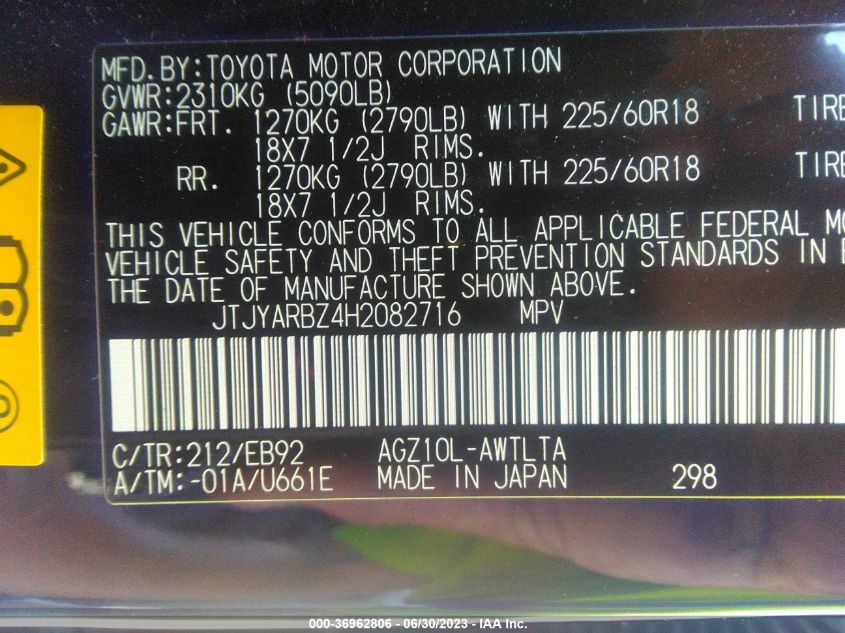 MFD.BY:TOYOTA MOTOR CORPORATION
GVWR:2310KG (5090LB)
GAWR:FRT. 1270KG (2790LB) WITH 225/60R18 TIRE
18X7 1/2J RIMS.
RR. 1270KG (2790LB) WITH 225/60R18 TIRE
18X7 1/2J RIMS.
THIS VEHICLE CONFORMS TO ALL APPLICABLE FEDERAL MO
VEHICLE SAFETY AND THEFT PREVENTION STANDARDS IN E
THE DATE OF MANUFACTURE SHOWN ABOVE.
JTJYARBZ4H2082716 MPV
C/TR:212/EB92 AGZ10L-AWTLTA
A/TM:-01A/U661E MADE IN JAPAN 298
000-36962806 - 06/30/2023 - IAA Inc.